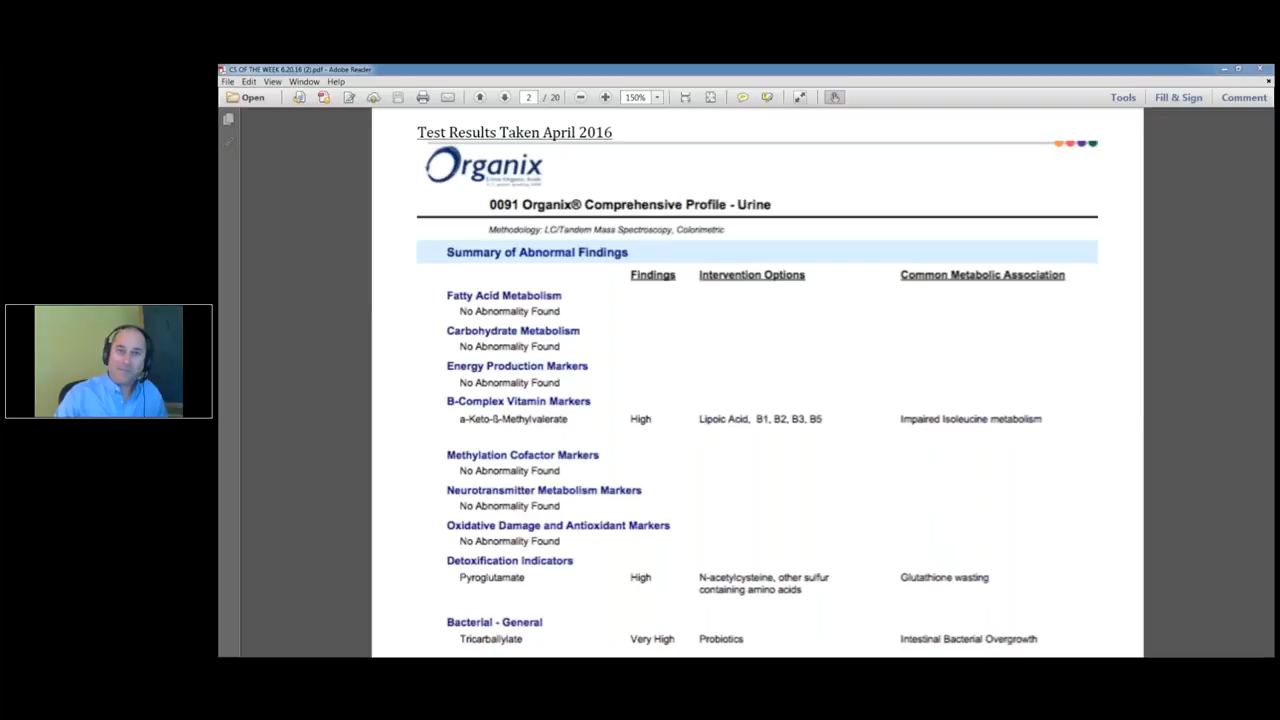 CS OF THE WEEK 6.20.16 (2).pdf - Adobe Reader
File Edit View Window Help
Open 2 / 20 150% Tools Fill & Sign Comment
Test Results Taken April 2016
Organix
0091 Organix® Comprehensive Profile - Urine
Methodology: LC/Tandem Mass Spectroscopy, Colorimetric
Summary of Abnormal Findings
Findings Intervention Options Common Metabolic Association
Fatty Acid Metabolism
No Abnormality Found
Carbohydrate Metabolism
No Abnormality Found
Energy Production Markers
No Abnormality Found
B-Complex Vitamin Markers
a-Keto-ß-Methylvalerate High Lipoic Acid, B1, B2, B3, B5 Impaired Isoleucine metabolism
Methylation Cofactor Markers
No Abnormality Found
Neurotransmitter Metabolism Markers
No Abnormality Found
Oxidative Damage and Antioxidant Markers
No Abnormality Found
Detoxification Indicators
Pyroglutamate High N-acetylcysteine, other sulfur Glutathione wasting
containing amino acids
Bacterial - General
Tricarballylate Very High Probiotics Intestinal Bacterial Overgrowth